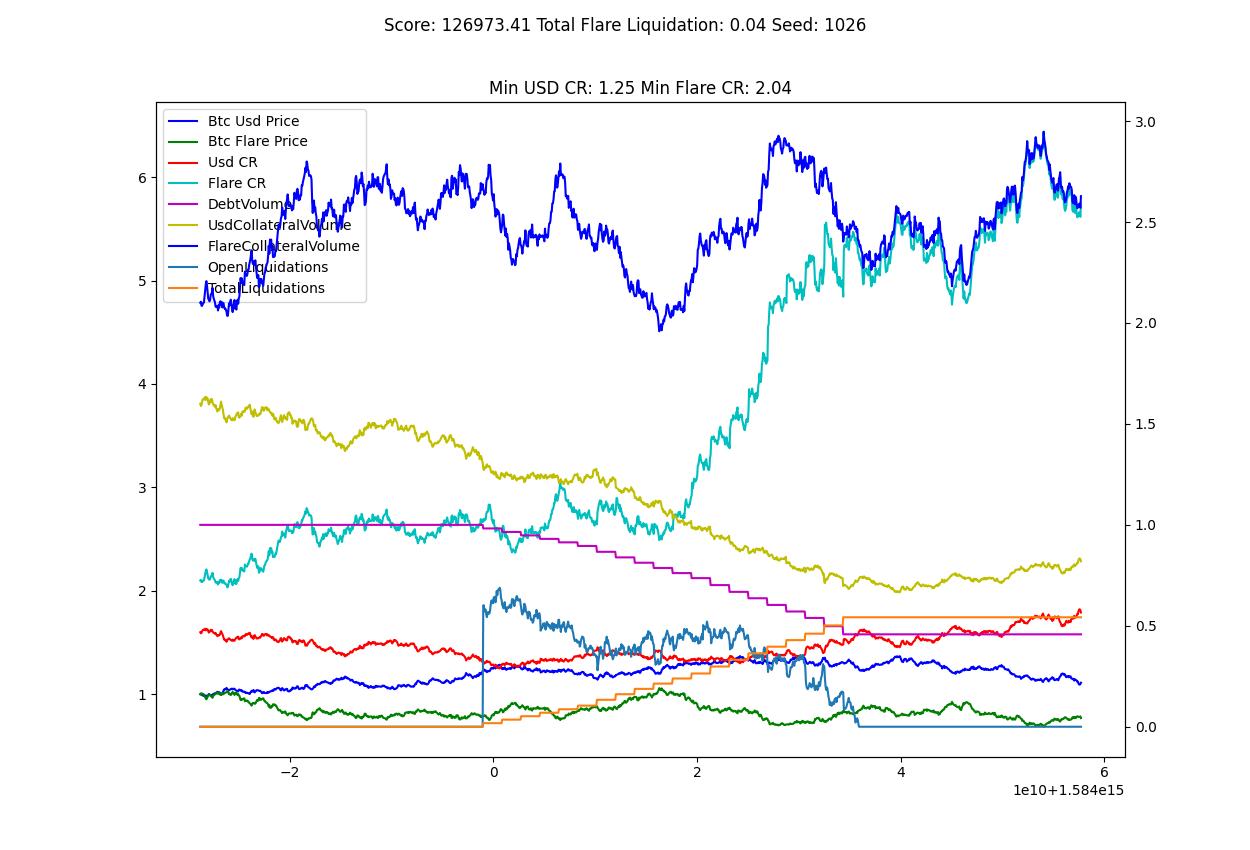 Score: 126973.41 Total Flare Liquidation: 0.04 Seed: 1026
Min USD CR: 1.25 Min Flare CR: 2.04
Btc Usd Price
Btc Flare Price
Usd CR
Flare CR
DebtVolume
UsdCollateralVolume
FlareCollateralVolume
OpenLiquidations
TotalLiquidations
6
5
4
3
2
1
3.0
2.5
2.0
1.5
1.0
0.5
0.0
−2
0
2
4
6
1e10+1.584e15